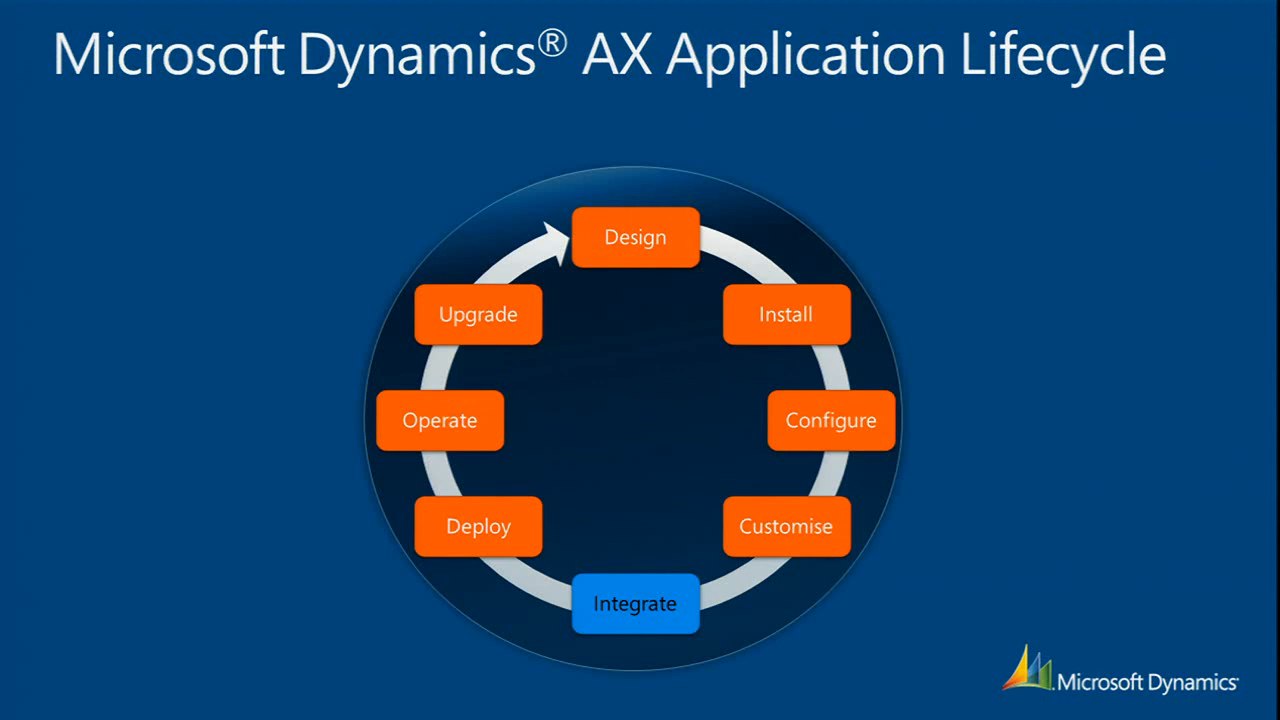 Microsoft Dynamics® AX Application Lifecycle
Design
Install
Configure
Customise
Integrate
Deploy
Operate
Upgrade
Microsoft Dynamics